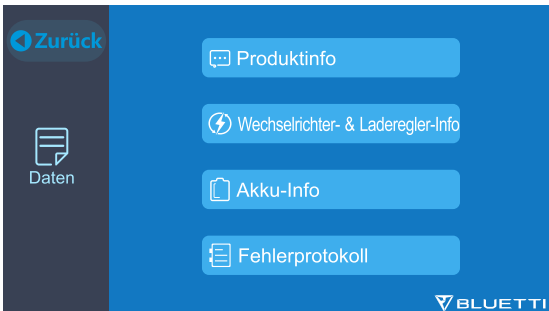 Zurück
Daten
Produktinfo
Wechselrichter- & Laderegler-Info
Akku-Info
Fehlerprotokoll
BLUETTI